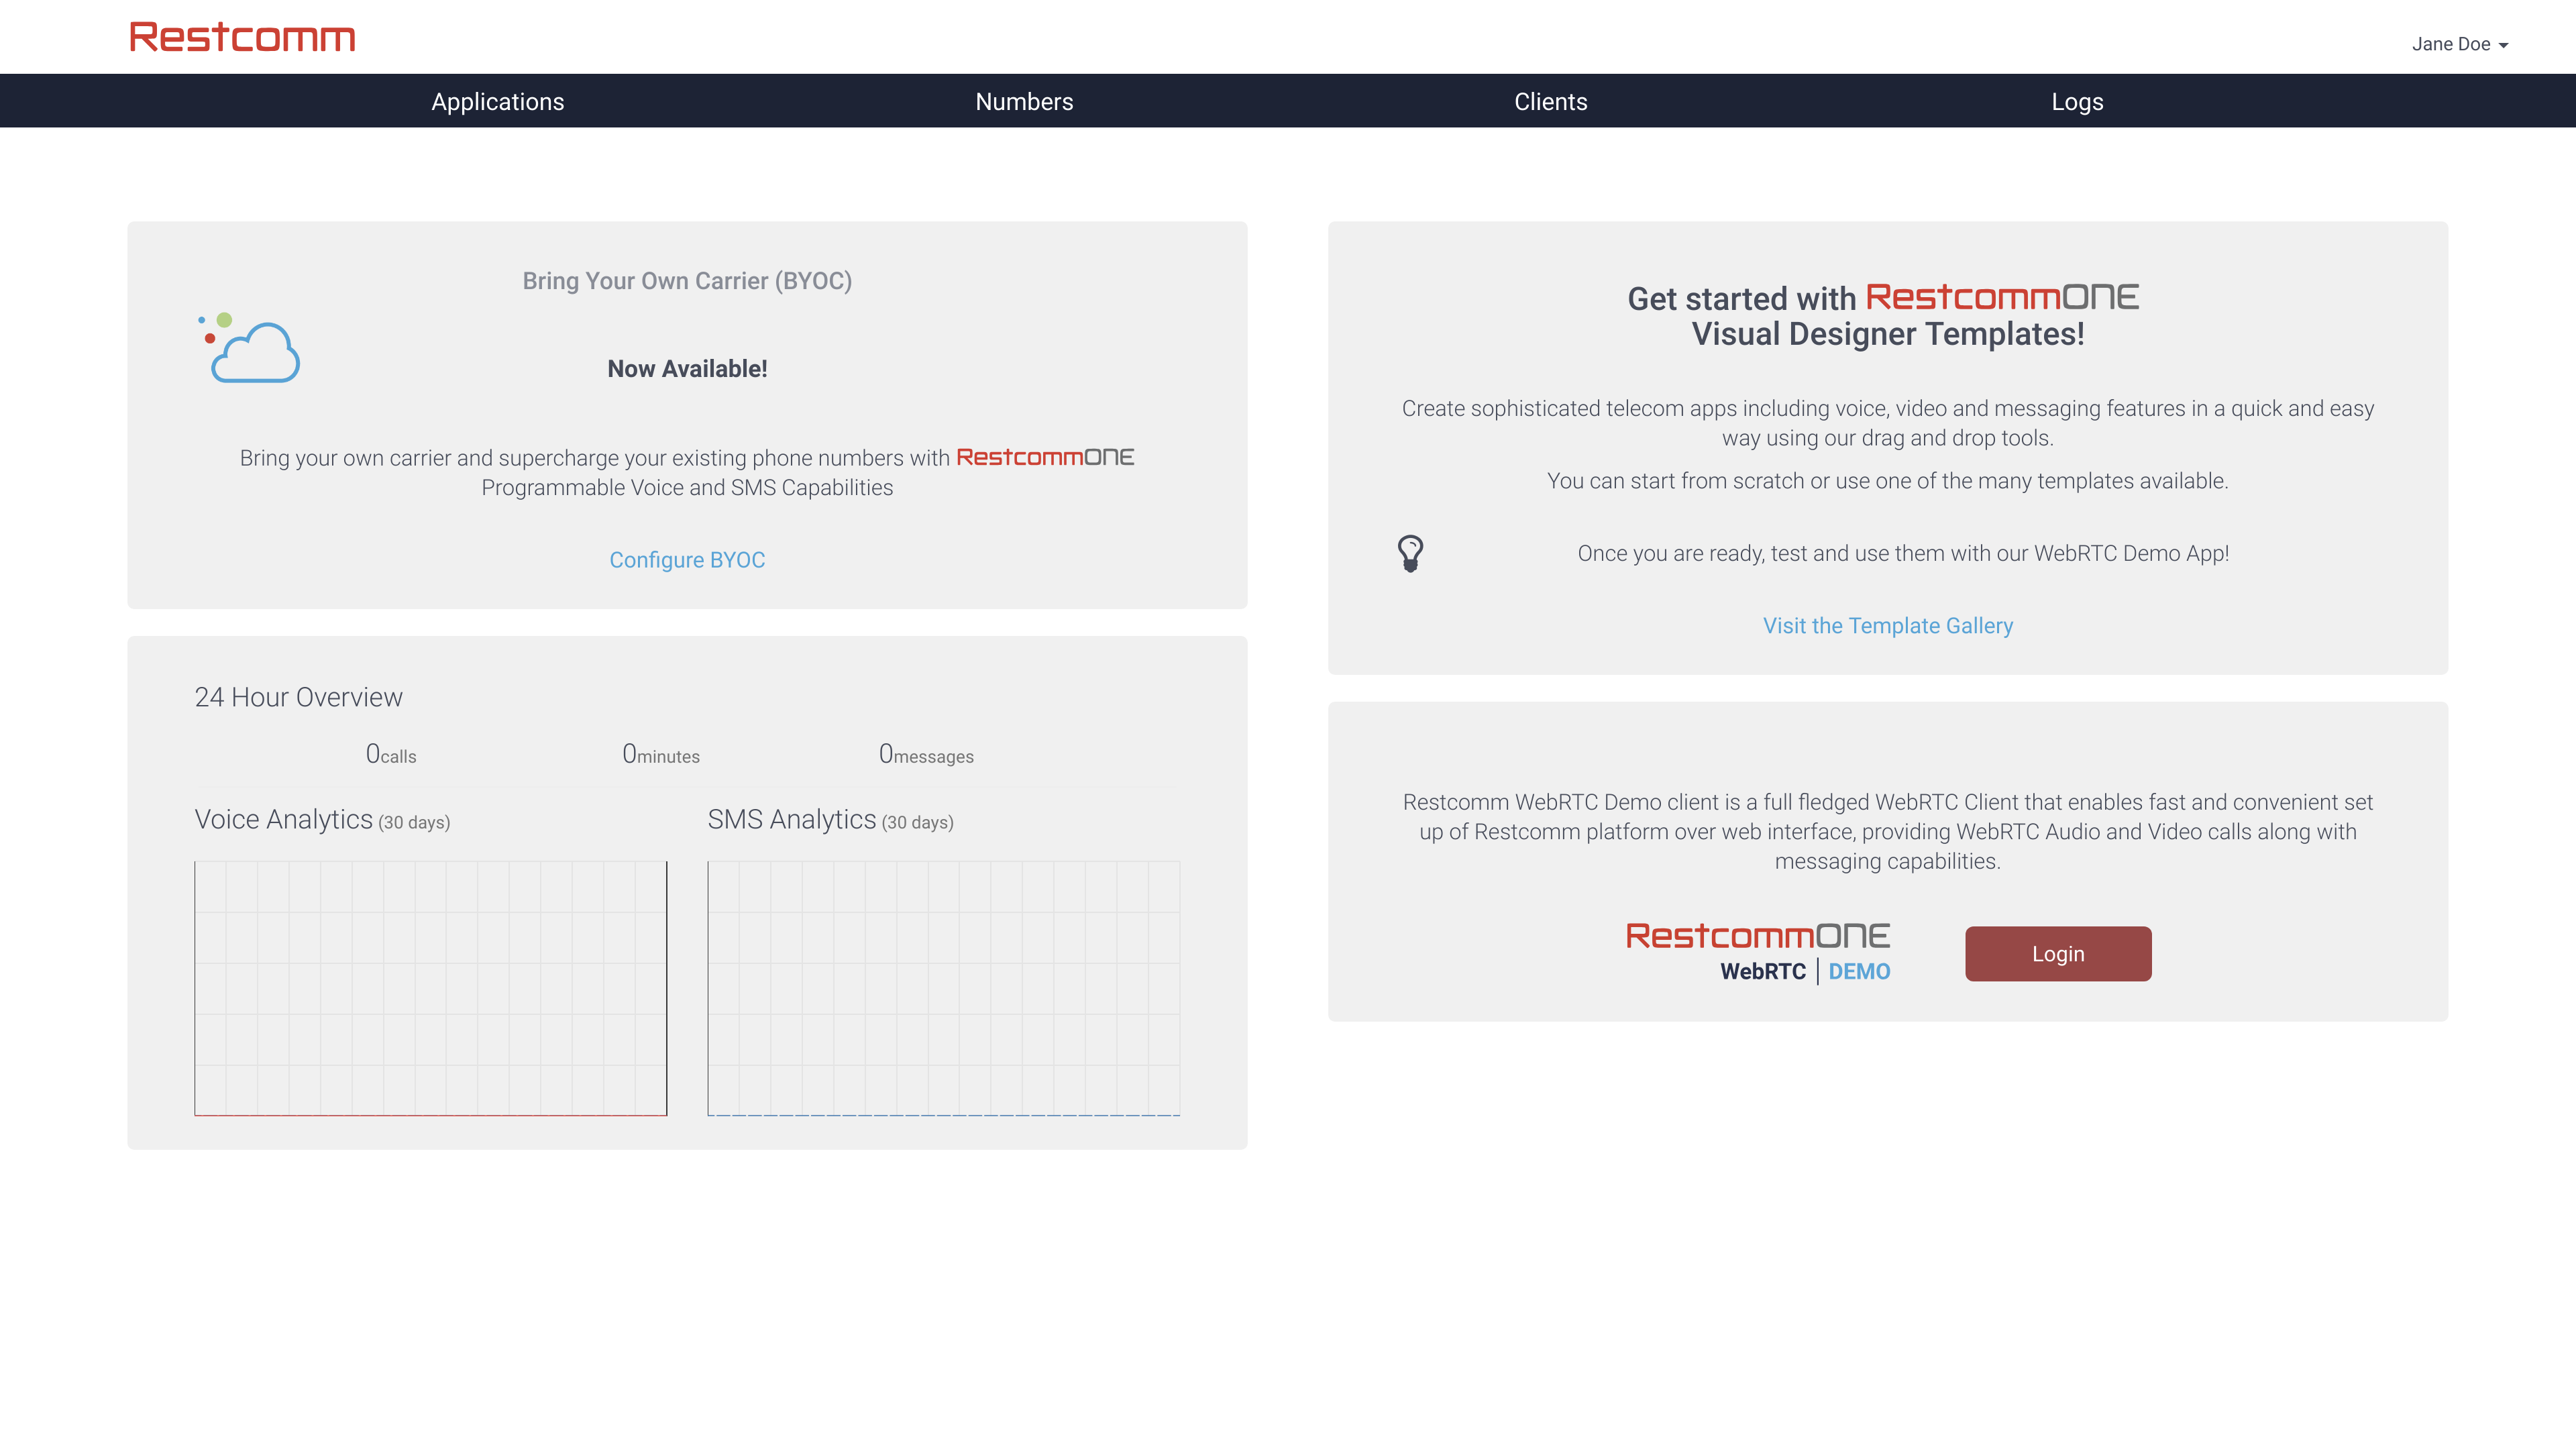 Restcomm
Jane Doe
Applications
Numbers
Clients
Logs
Bring Your Own Carrier (BYOC)
Now Available!
Bring your own carrier and supercharge your existing phone numbers with RestcommONE
Programmable Voice and SMS Capabilities
Configure BYOC
24 Hour Overview
0calls
0minutes
0messages
Voice Analytics (30 days)
SMS Analytics (30 days)
Get started with RestcommONE
Visual Designer Templates!
Create sophisticated telecom apps including voice, video and messaging features in a quick and easy
way using our drag and drop tools.
You can start from scratch or use one of the many templates available.
Once you are ready, test and use them with our WebRTC Demo App!
Visit the Template Gallery
Restcomm WebRTC Demo client is a full fledged WebRTC Client that enables fast and convenient set
up of Restcomm platform over web interface, providing WebRTC Audio and Video calls along with
messaging capabilities.
RestcommONE
WebRTC | DEMO
Login